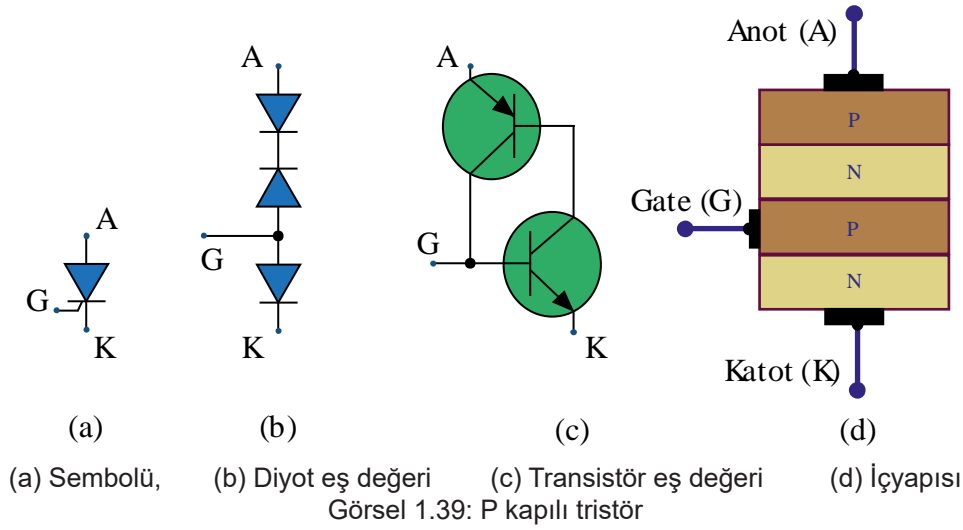 A
G
K
(a)
A
G
K
(b)
A
G
K
(c)
Anot (A)
P
N
Gate (G)
P
N
Katot (K)
(d)
(a) Sembolü, (b) Diyot eş değeri (c) Transistör eş değeri (d) İçyapısı
Görsel 1.39: P kapılı tristör